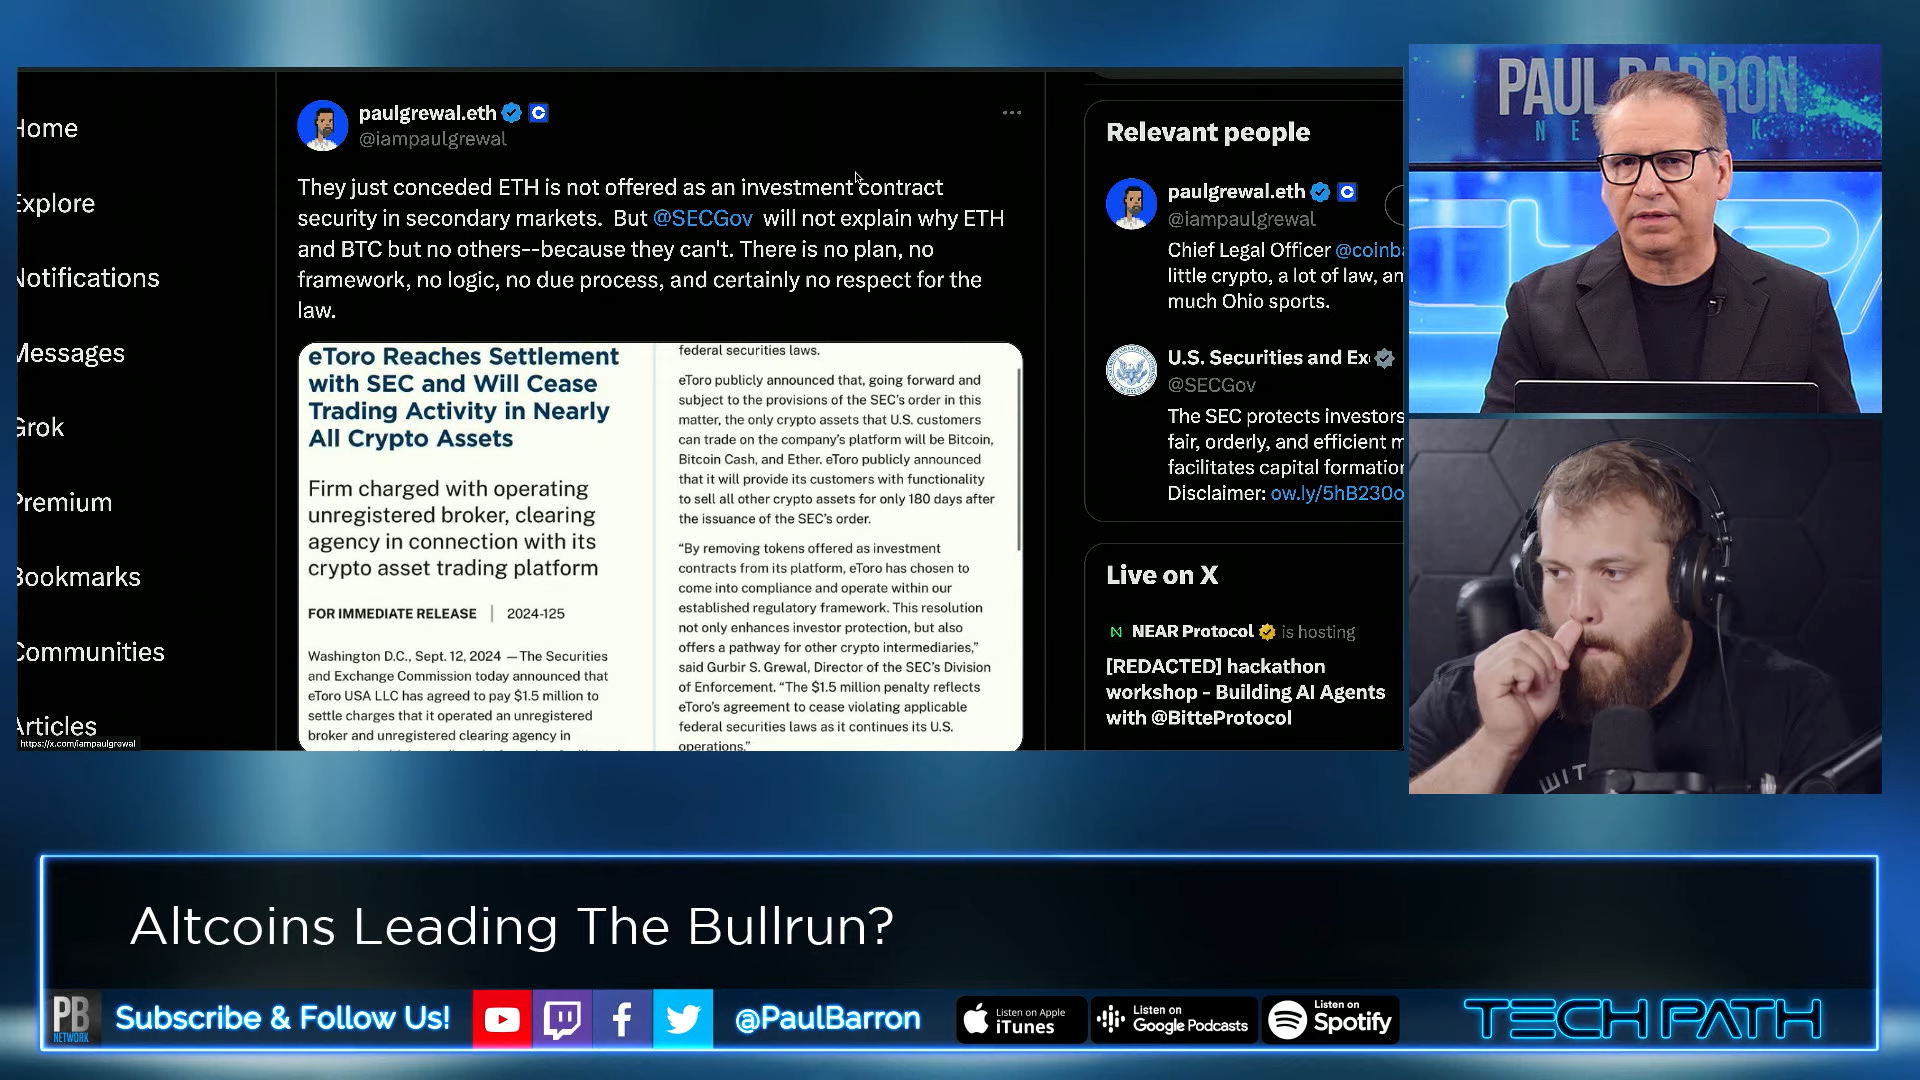 Home
Explore
Notifications
Messages
Grok
Premium
Bookmarks
Communities
Articles
https://x.com/iampaulgrewal
paulgrewal.eth
@iampaulgrewal
They just conceded ETH is not offered as an investment contract
security in secondary markets. But @SECGov will not explain why ETH
and BTC but no others--because they can't. There is no plan, no
framework, no logic, no due process, and certainly no respect for the
law.
eToro Reaches Settlement
with SEC and Will Cease
Trading Activity in Nearly
All Crypto Assets
Firm charged with operating
unregistered broker, clearing
agency in connection with its
crypto asset trading platform
FOR IMMEDIATE RELEASE | 2024-125
Washington D.C., Sept. 12, 2024 —The Securities
and Exchange Commission today announced that
eToro USA LLC has agreed to pay $1.5 million to
settle charges that it operated an unregistered
broker and unregistered clearing agency in
federal securities laws.
eToro publicly announced that, going forward and
subject to the provisions of the SEC's order in this
matter, the only crypto assets that U.S. customers
can trade on the company's platform will be Bitcoin,
Bitcoin Cash, and Ether. eToro publicly announced
that it will provide its customers with functionality
to sell all other crypto assets for only 180 days after
the issuance of the SEC's order.
"By removing tokens offered as investment
contracts from its platform, eToro has chosen to
come into compliance and operate within our
established regulatory framework. This resolution
not only enhances investor protection, but also
offers a pathway for other crypto intermediaries,"
said Gurbir S. Grewal, Director of the SEC's Division
of Enforcement. "The $1.5 million penalty reflects
eToro's agreement to cease violating applicable
federal securities laws as it continues its U.S.
operations."
Relevant people
paulgrewal.eth
@iampaulgrewal
Chief Legal Officer @coinb
little crypto, a lot of law, an
much Ohio sports.
U.S. Securities and Ex
@SECGov
The SEC protects investors
fair, orderly, and efficient m
facilitates capital formation
Disclaimer: ow.ly/5hB230o
Live on X
NEAR Protocol is hosting
[REDACTED] hackathon
workshop - Building AI Agents
with @BitteProtocol
PAUL BARRON
Altcoins Leading The Bullrun?
PB
NETWORK
Subscribe & Follow Us!
@PaulBarron
Listen on Apple
iTunes
Listen on
Google Podcasts
Listen on
Spotify
TECH PATH